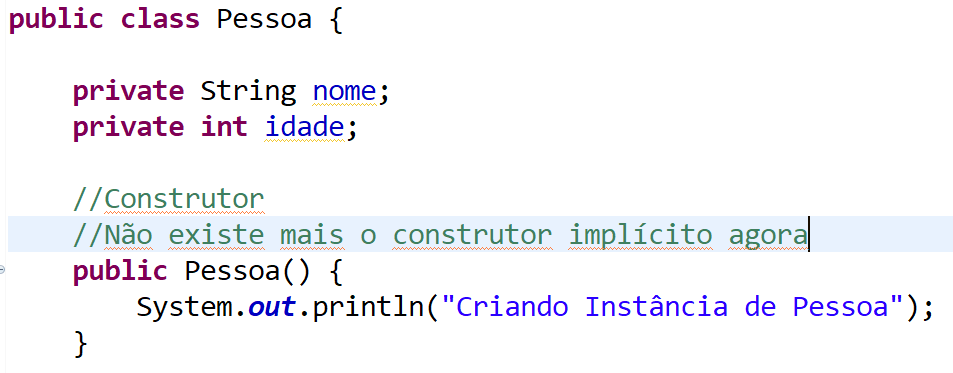 public class Pessoa {
private String nome;
private int idade;
//Construtor
//Não existe mais o construtor implícito agora
public Pessoa() {
System.out.println("Criando Instância de Pessoa");
}